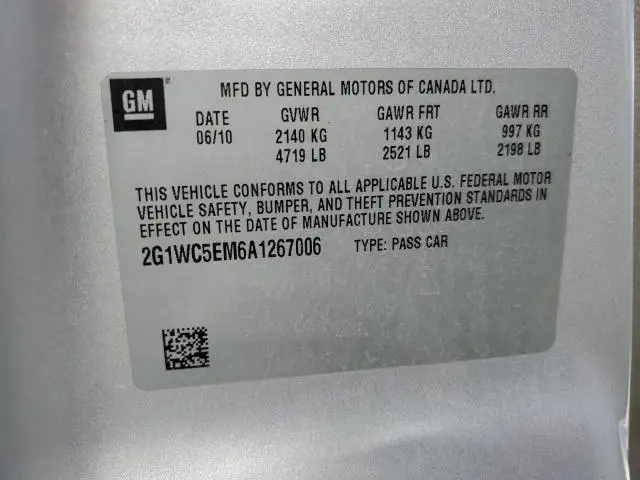 GM
MFD BY GENERAL MOTORS OF CANADA LTD.
DATE GVWR GAWR FRT GAWR RR
06/10 2140 KG 1143 KG 997 KG
4719 LB 2521 LB 2198 LB
THIS VEHICLE CONFORMS TO ALL APPLICABLE U.S. FEDERAL MOTOR
VEHICLE SAFETY, BUMPER, AND THEFT PREVENTION STANDARDS IN
EFFECT ON THE DATE OF MANUFACTURE SHOWN ABOVE.
2G1WC5EM6A1267006 TYPE: PASS CAR